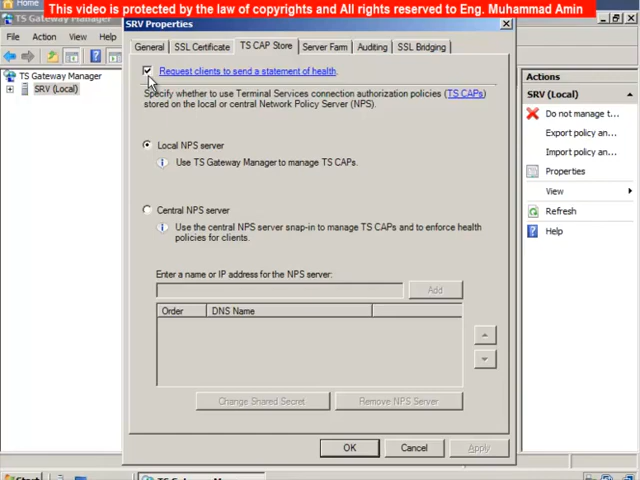 Home
This video is protected by the law of copyrights and All rights reserved to Eng. Muhammad Amin
TS Gateway Manager
File Action View Help
TS Gateway Manager
SRV (Local)
SRV Properties
General SSL Certificate TS CAP Store Server Farm Auditing SSL Bridging
Request clients to send a statement of health.
Specify whether to use Terminal Services connection authorization policies (TS CAPs)
stored on the local or central Network Policy Server (NPS).
Local NPS server
Use TS Gateway Manager to manage TS CAPs.
Central NPS server
Use the central NPS server snap-in to manage TS CAPs and to enforce health
policies for clients.
Enter a name or IP address for the NPS server:
Add
Order DNS Name
Change Shared Secret Remove NPS Server
OK Cancel Apply
Actions
SRV (Local)
Do not manage t...
Export policy an...
Import policy an...
Properties
View
Refresh
Help
Start TS Gateway Manager